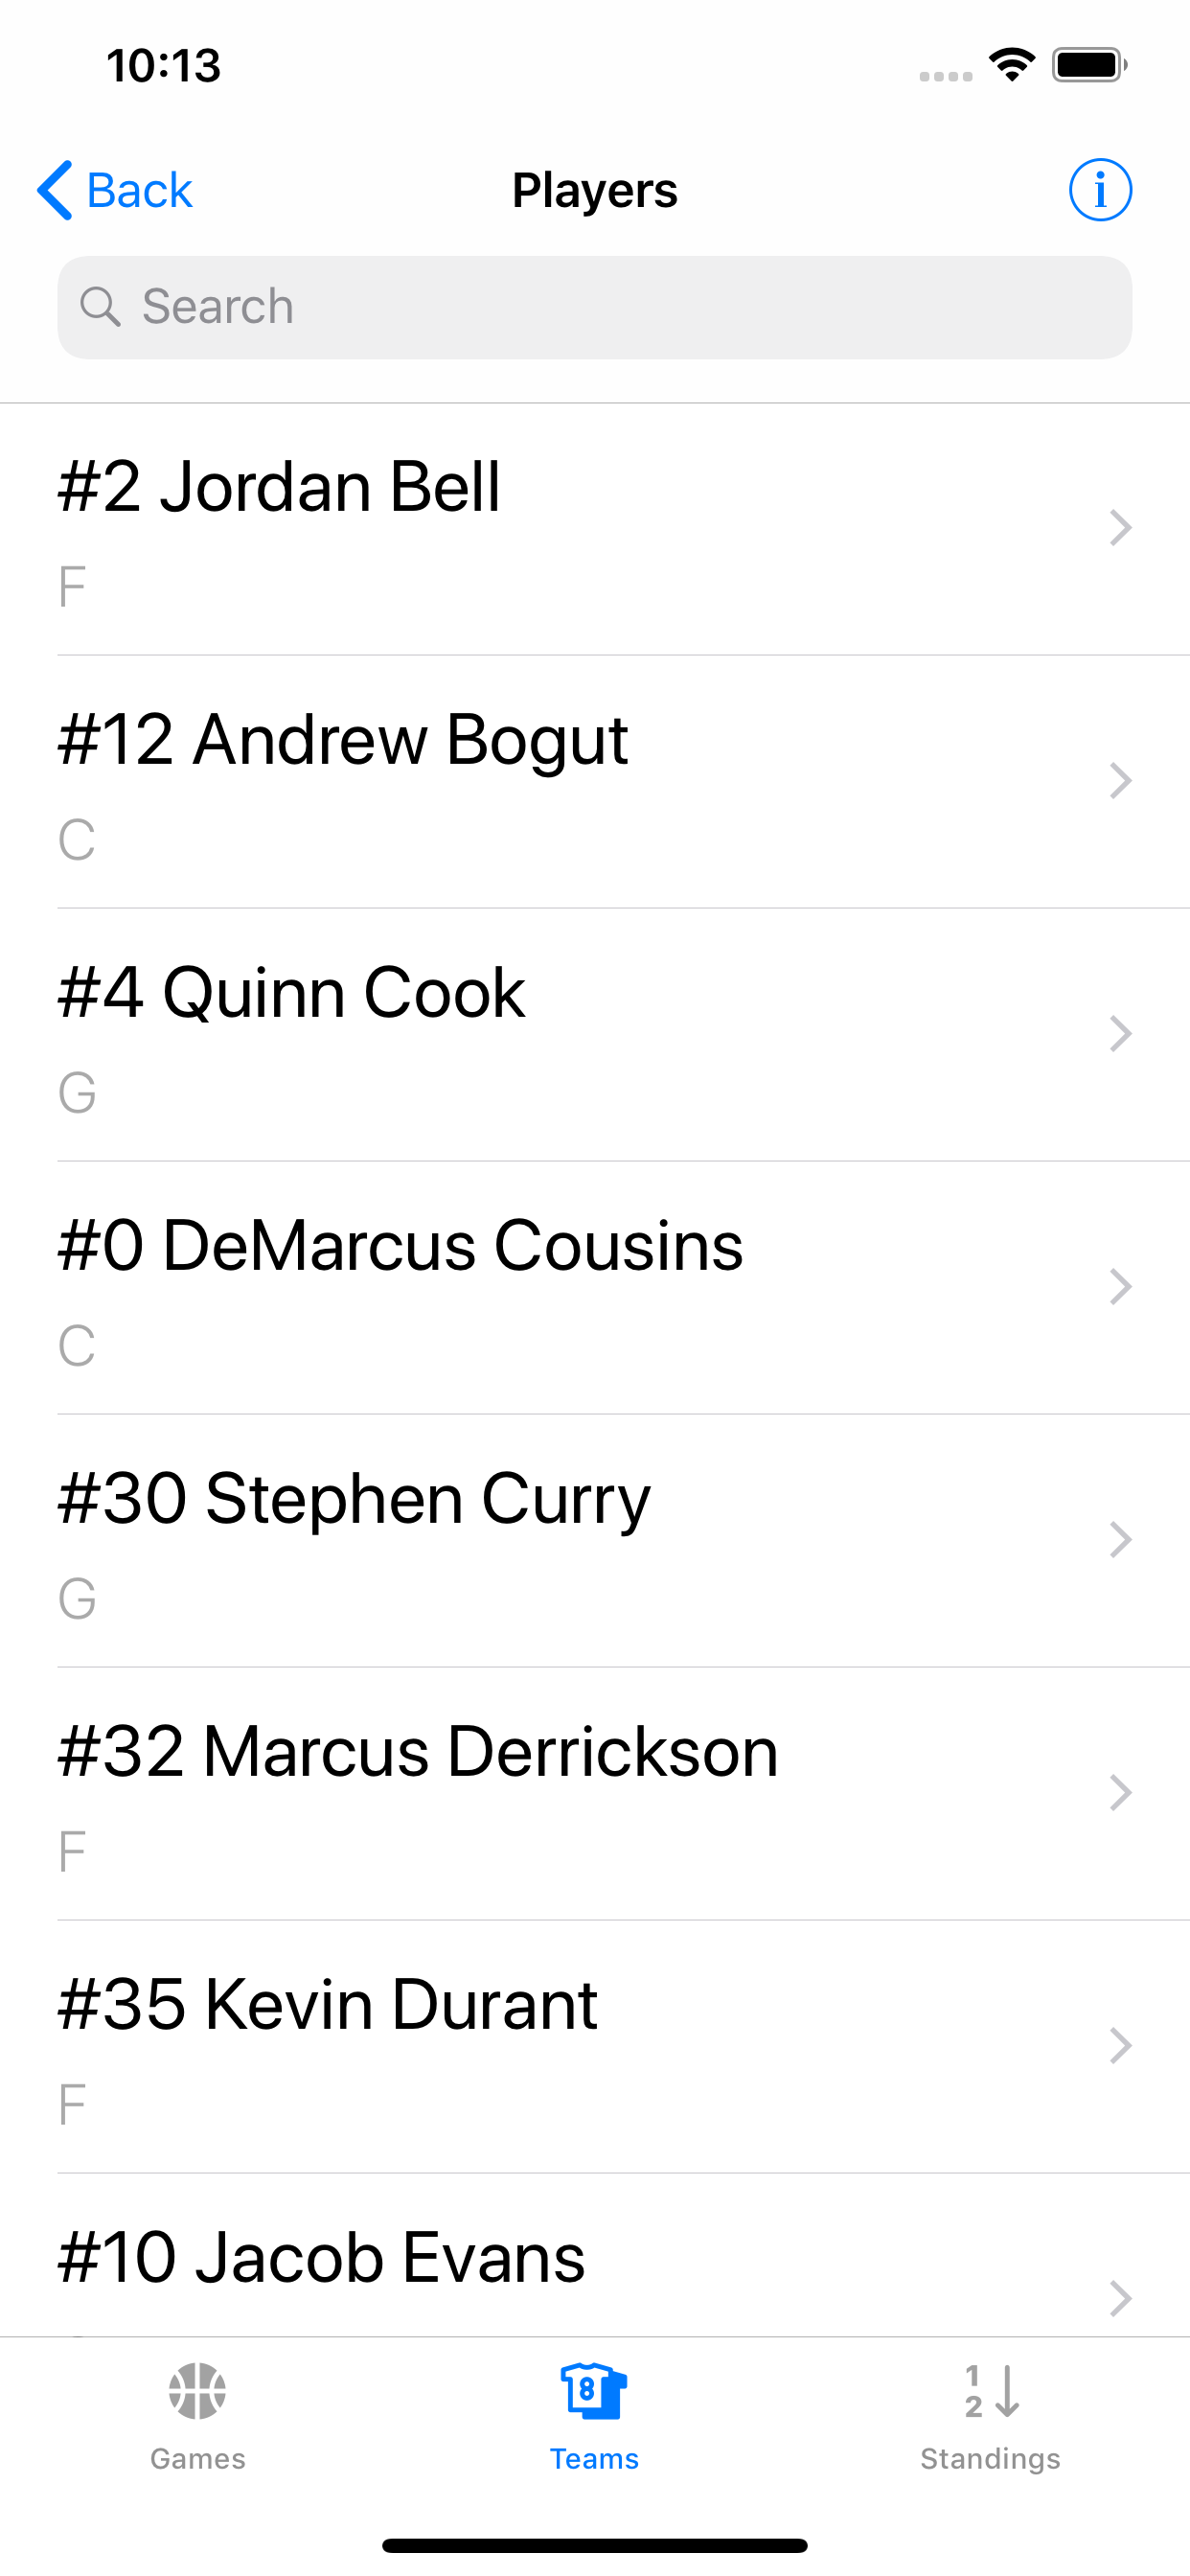 10:13
Back
Players
i
Search
#2 Jordan Bell
F
#12 Andrew Bogut
C
#4 Quinn Cook
G
#0 DeMarcus Cousins
C
#30 Stephen Curry
G
#32 Marcus Derrickson
F
#35 Kevin Durant
F
#10 Jacob Evans
8
1
2
Games
Teams
Standings